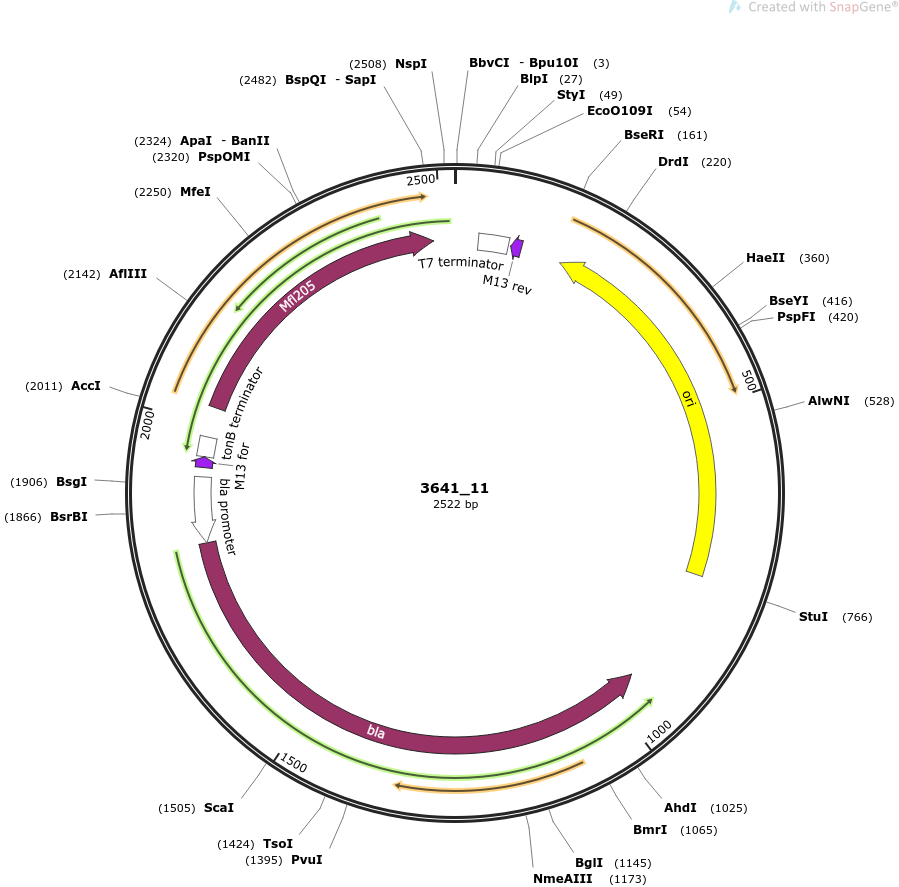 Created with SnapGene®
(2508) NspI
BbvCI - Bpu10I (3)
(2482) BspQI - SapI
BlpI (27)
StyI (49)
EcoO109I (54)
(2324) ApaI - BanII
BseRI (161)
(2320) PspOMI
DrdI (220)
2500
(2250) MfeI
T7 terminator
M13 rev
HaeII (360)
(2142) AflIII
Mfl205
BseYI (416)
PspFI (420)
500
(2011) AccI
ori
AlwNI (528)
2000
tonB terminator
M13 for
(1906) BsgI
bla promoter
3641_11
2522 bp
(1866) BsrBI
StuI (766)
bla
1000
1500
(1505) ScaI
AhdI (1025)
BmrI (1065)
(1424) TsoI
(1395) PvuI
BglI (1145)
NmeAIII (1173)